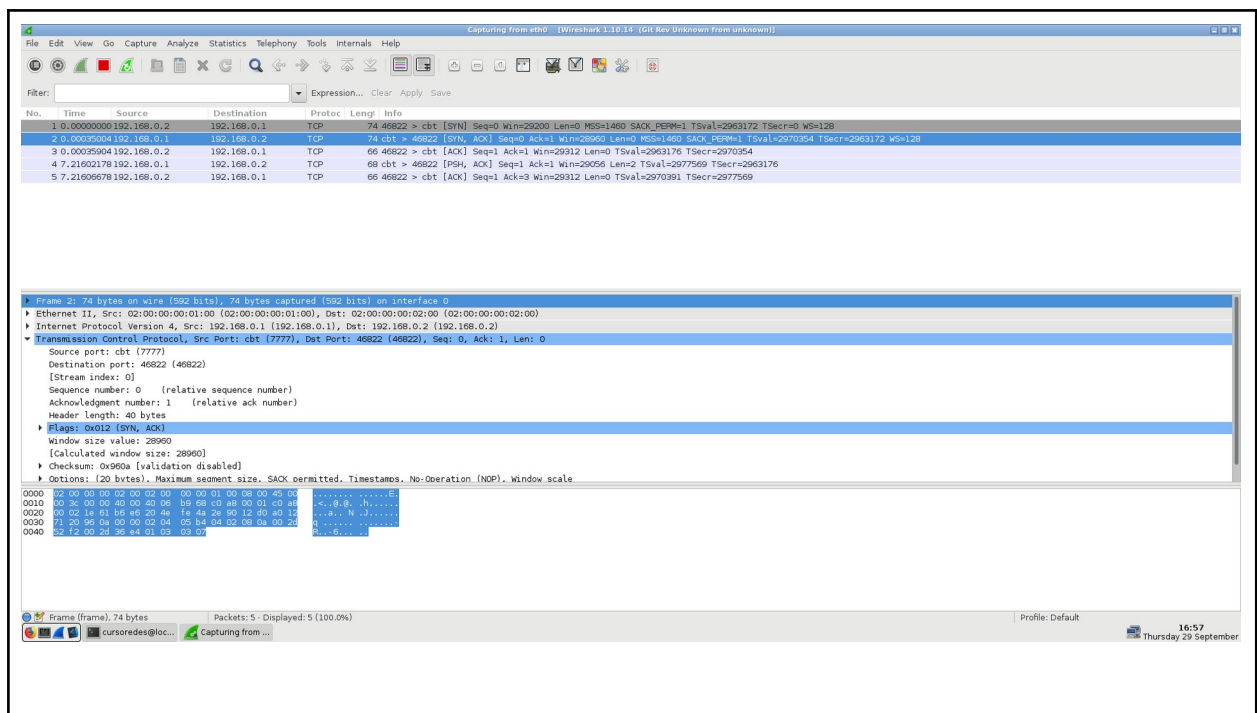 Capturing from eth0 [Wireshark 1.10.14 (Git Rev Unknown from unknown)]
File Edit View Go Capture Analyze Statistics Telephony Tools Internals Help
Filter: Expression... Clear Apply Save
No. Time Source Destination Protoc Lengt Info
1 0.00000000 192.168.0.2 192.168.0.1 TCP 74 46822 > cbt [SYN] Seq=0 Win=29200 Len=0 MSS=1460 SACK_PERM=1 TSval=2963172 TSecr=0 WS=128
2 0.00035004 192.168.0.1 192.168.0.2 TCP 74 cbt > 46822 [SYN, ACK] Seq=0 Ack=1 Win=28960 Len=0 MSS=1460 SACK_PERM=1 TSval=2970354 TSecr=2963172 WS=128
3 0.00035904 192.168.0.2 192.168.0.1 TCP 66 46822 > cbt [ACK] Seq=1 Ack=1 Win=29312 Len=0 TSval=2963176 TSecr=2970354
4 7.21602178 192.168.0.1 192.168.0.2 TCP 68 cbt > 46822 [PSH, ACK] Seq=1 Ack=1 Win=29056 Len=2 TSval=2977569 TSecr=2963176
5 7.21606678 192.168.0.2 192.168.0.1 TCP 66 46822 > cbt [ACK] Seq=1 Ack=3 Win=29312 Len=0 TSval=2970391 TSecr=2977569
Frame 2: 74 bytes on wire (592 bits), 74 bytes captured (592 bits) on interface 0
Ethernet II, Src: 02:00:00:00:01:00 (02:00:00:00:01:00), Dst: 02:00:00:00:02:00 (02:00:00:00:02:00)
Internet Protocol Version 4, Src: 192.168.0.1 (192.168.0.1), Dst: 192.168.0.2 (192.168.0.2)
Transmission Control Protocol, Src Port: cbt (7777), Dst Port: 46822 (46822), Seq: 0, Ack: 1, Len: 0
Source port: cbt (7777)
Destination port: 46822 (46822)
[Stream index: 0]
Sequence number: 0 (relative sequence number)
Acknowledgment number: 1 (relative ack number)
Header length: 40 bytes
Flags: 0x012 (SYN, ACK)
Window size value: 28960
[Calculated window size: 28960]
Checksum: 0x960a [validation disabled]
Options: (20 bytes), Maximum segment size, SACK permitted, Timestamps, No-Operation (NOP), Window scale
0000 02 00 00 00 02 00 02 00 00 00 01 00 08 00 45 00 ........ ......E.
0010 00 3c 00 00 40 00 40 06 b9 68 c0 a8 00 01 c0 a8 .<..@.@. .h......
0020 00 02 1e 61 b6 e6 20 4e fe 4a 2e 90 12 d0 a0 12 ...a.. N .J......
0030 71 20 96 0a 00 00 02 04 05 b4 04 02 08 0a 00 2d q ...... .......-
0040 52 f2 00 2d 36 e4 01 03 03 07 R..-6... ..
Frame (frame), 74 bytes Packets: 5 · Displayed: 5 (100.0%) Profile: Default
cursoredes@loc... Capturing from ... 16:57
Thursday 29 September